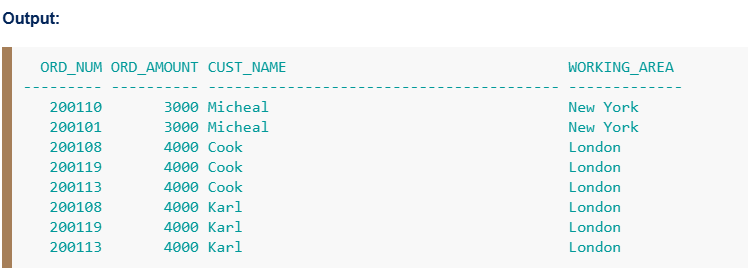 Output:
ORD_NUM ORD_AMOUNT CUST_NAME                                WORKING_AREA
--------- ---------- ---------------------------------------- -------------
200110       3000 Micheal                                  New York
200101       3000 Micheal                                  New York
200108       4000 Cook                                     London
200119       4000 Cook                                     London
200113       4000 Cook                                     London
200108       4000 Karl                                     London
200119       4000 Karl                                     London
200113       4000 Karl                                     London